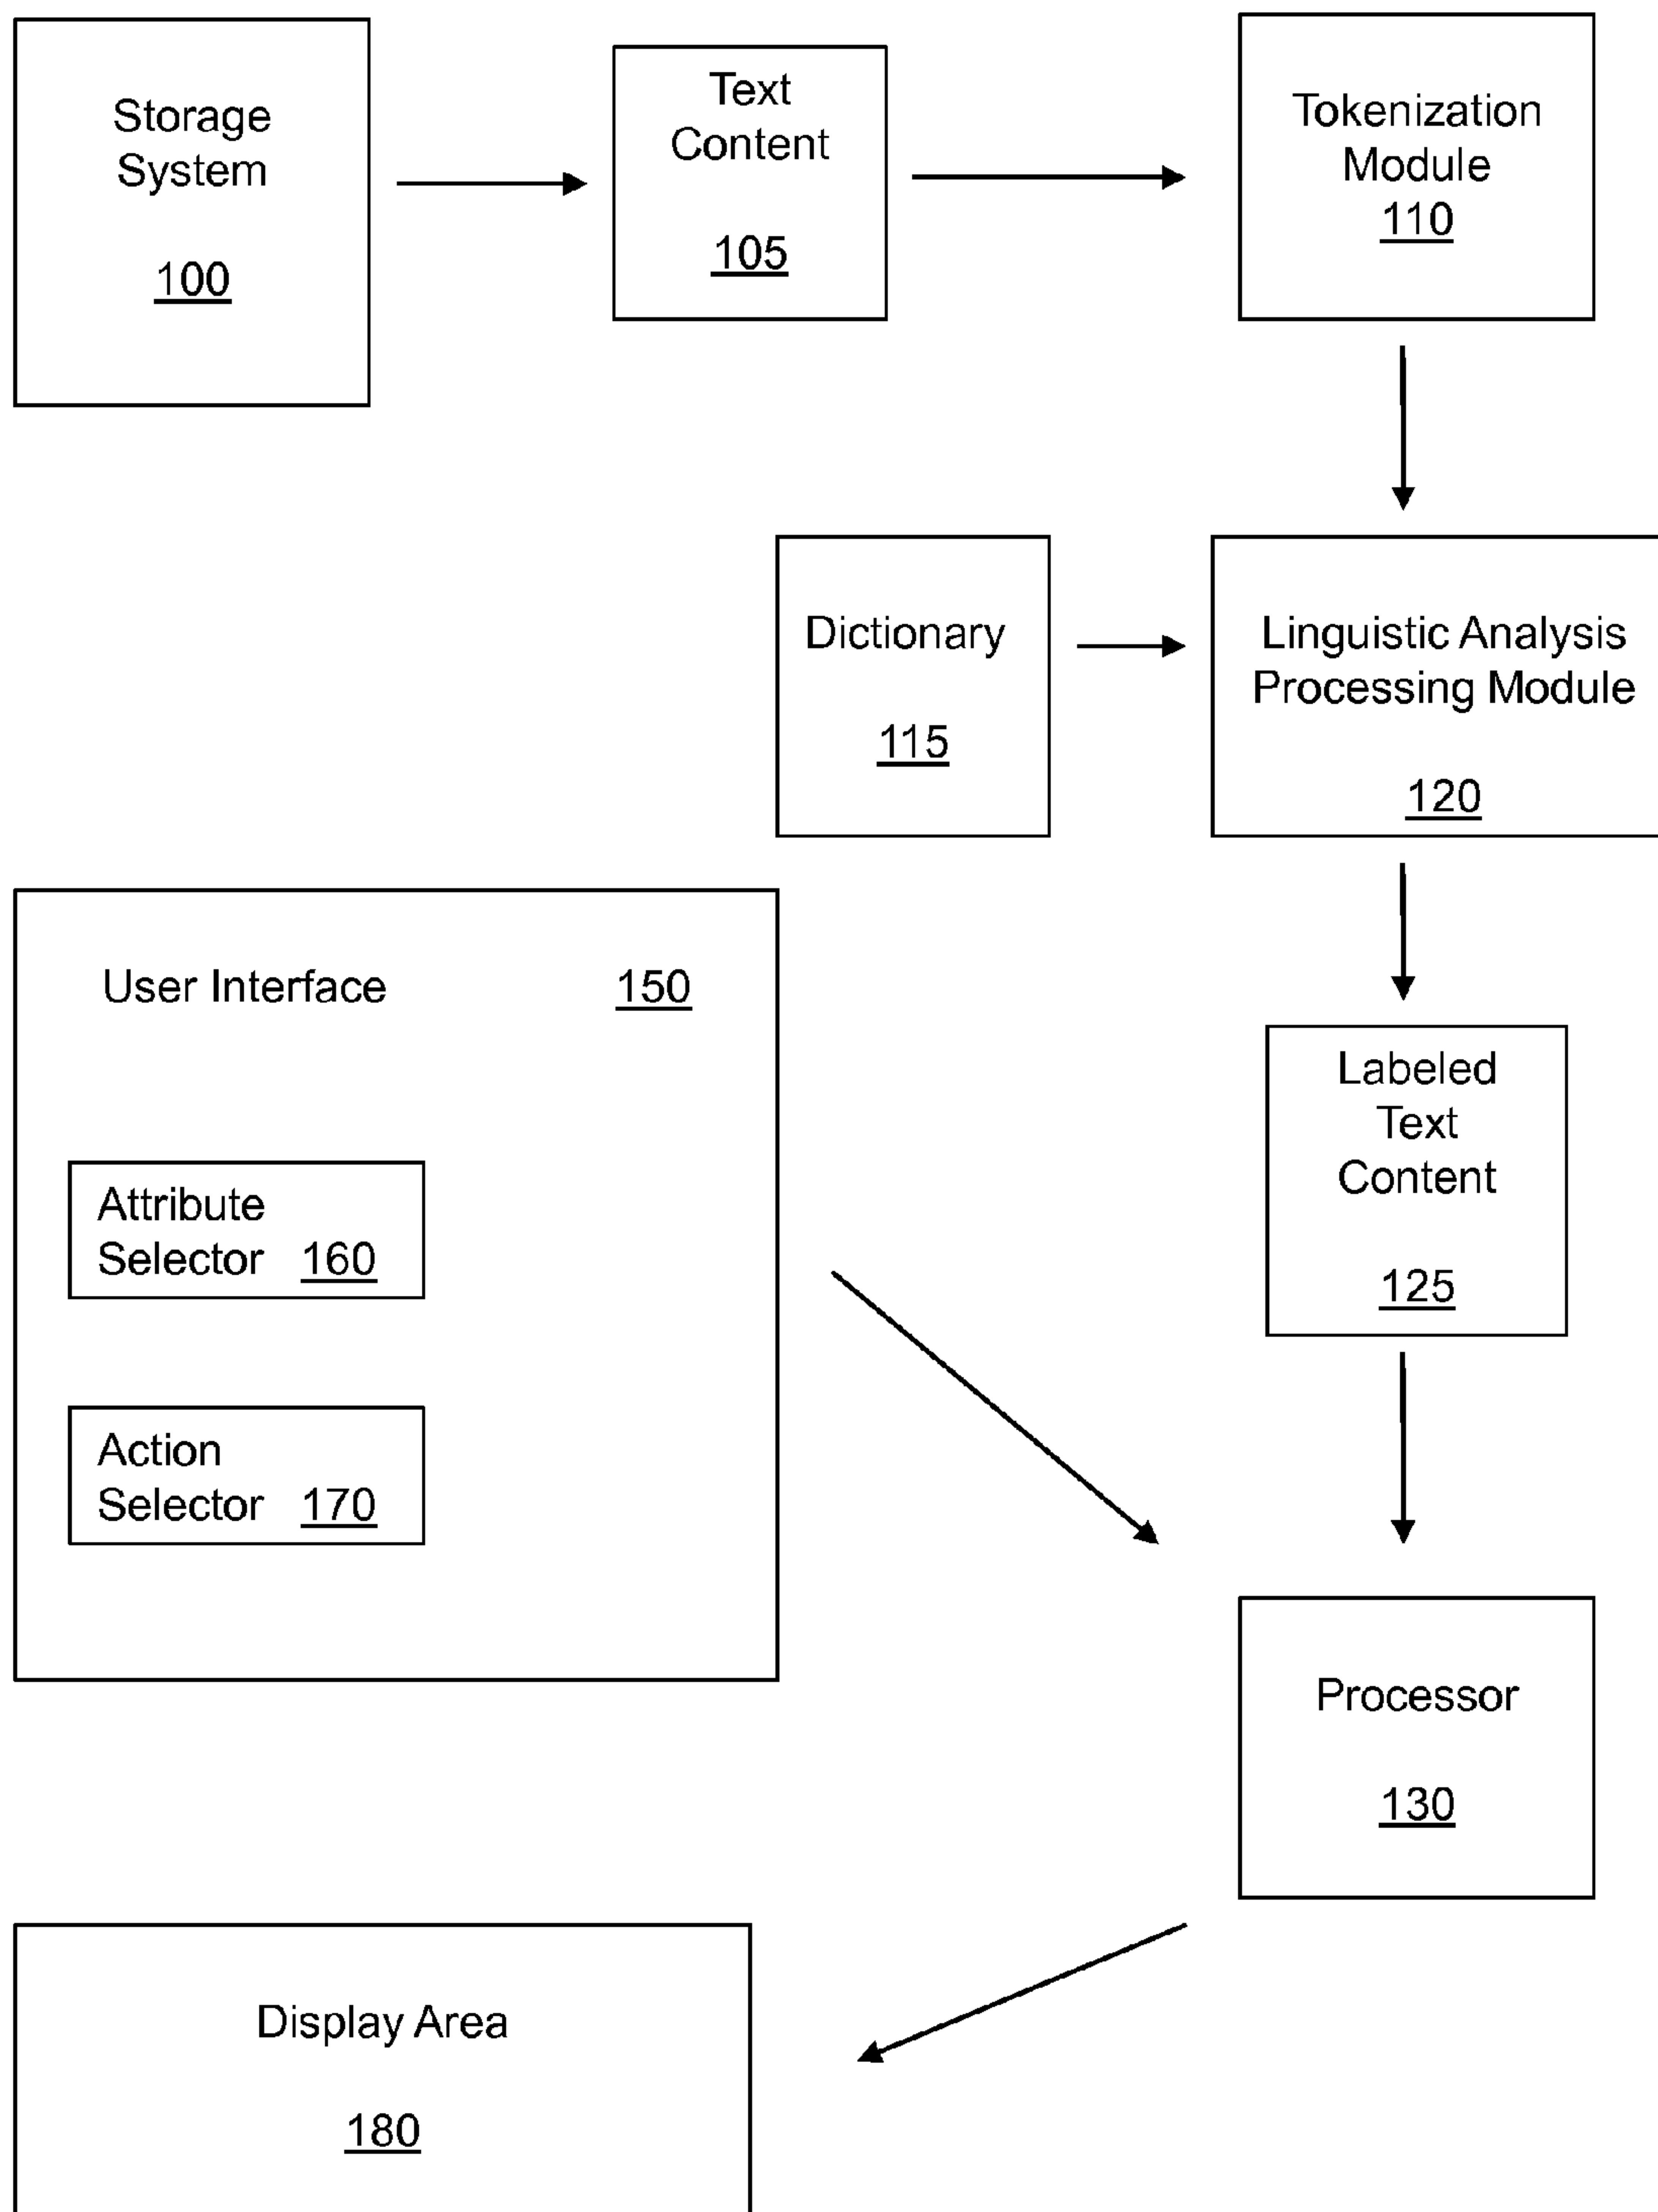 Storage
System
100
Text
Content
105
Tokenization
Module
110
Dictionary
115
Linguistic Analysis
Processing Module
120
User Interface 150
Attribute
Selector 160
Action
Selector 170
Labeled
Text
Content
125
Processor
130
Display Area
180